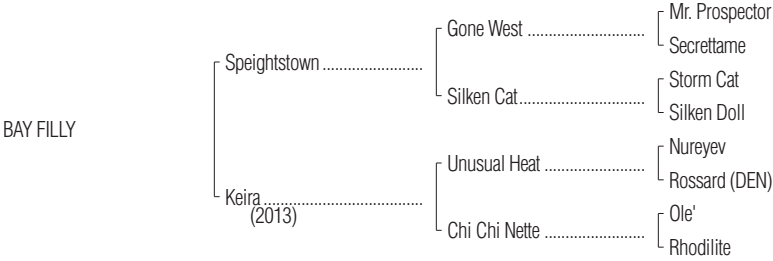 Mr. Prospector
Gone West ..............................
Secrettame
Speightstown .........................
Storm Cat
Silken Cat................................
Silken Doll
BAY FILLY
Nureyev
Unusual Heat .........................
Rossard (DEN)
Keira ........................................
(2013)
Ole'
Chi Chi Nette .........................
Rhodilite